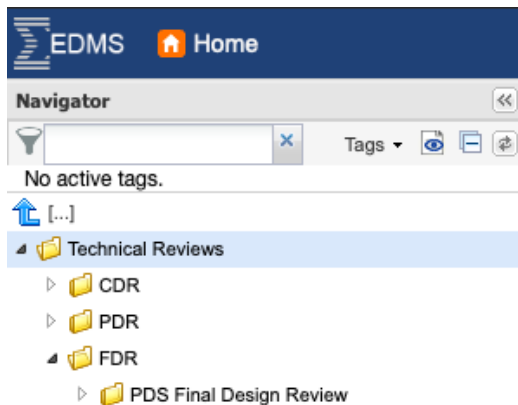 EDMS Home
Navigator
Tags
No active tags.
[...]
Technical Reviews
CDR
PDR
FDR
PDS Final Design Review